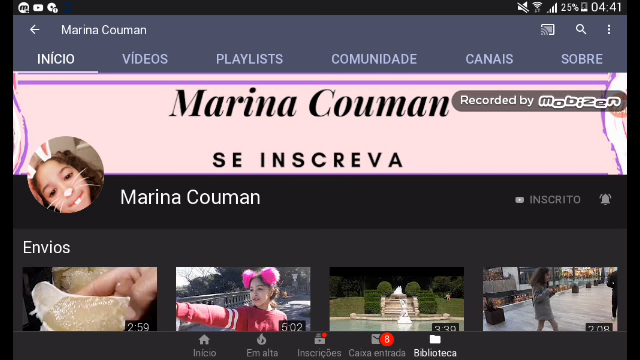 25% 04:41
Marina Couman
INÍCIO VÍDEOS PLAYLISTS COMUNIDADE CANAIS SOBRE
Marina Couman
Recorded by MOBIZEN
SE INSCREVA
Marina Couman
INSCRITO
Envios
2:59 5:02 3:39 2:08
8
Início Em alta Inscrições Caixa entrada Biblioteca